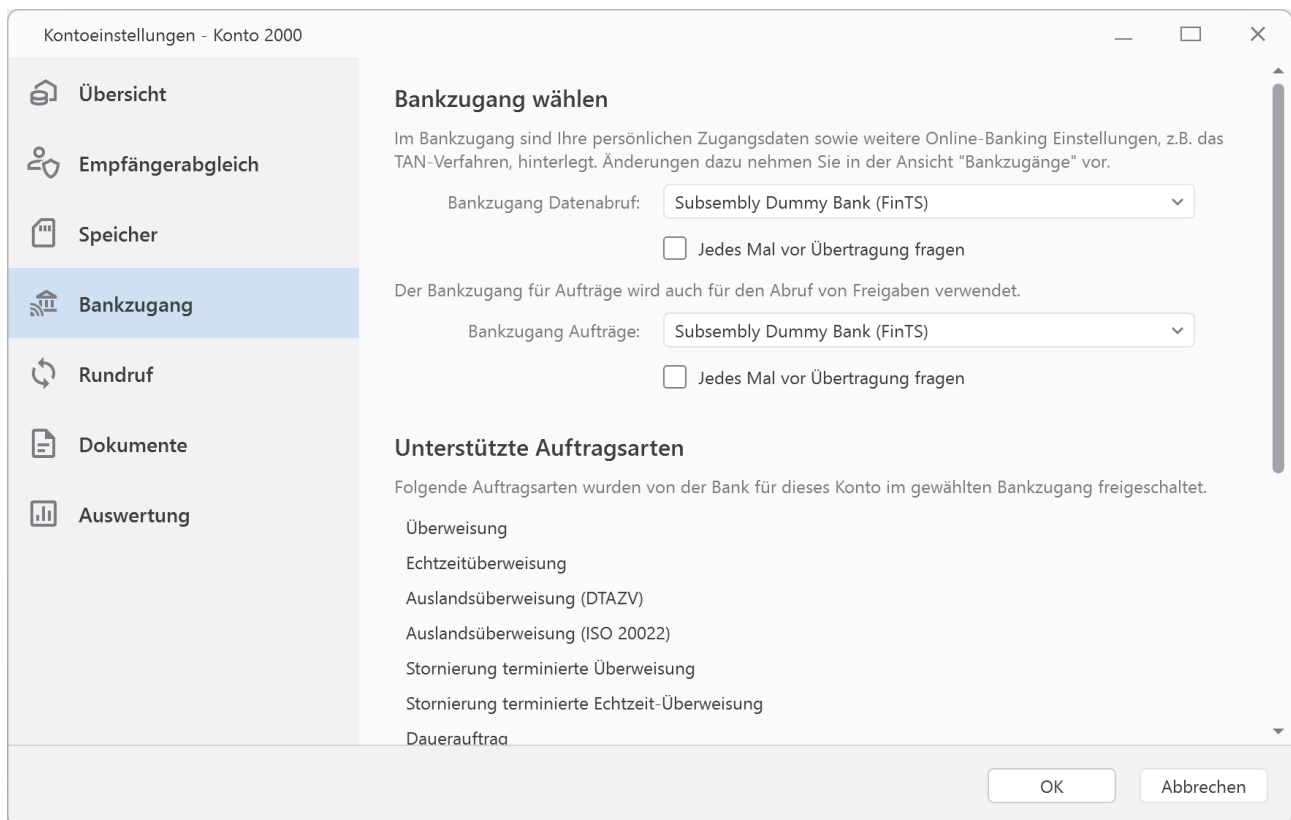 Kontoeinstellungen - Konto 2000
Übersicht
Empfängerabgleich
Speicher
Bankzugang
Rundruf
Dokumente
Auswertung
Bankzugang wählen
Im Bankzugang sind Ihre persönlichen Zugangsdaten sowie weitere Online-Banking Einstellungen, z.B. das
TAN-Verfahren, hinterlegt. Änderungen dazu nehmen Sie in der Ansicht "Bankzugänge" vor.
Bankzugang Datenabruf: Subsembly Dummy Bank (FinTS)
Jedes Mal vor Übertragung fragen
Der Bankzugang für Aufträge wird auch für den Abruf von Freigaben verwendet.
Bankzugang Aufträge: Subsembly Dummy Bank (FinTS)
Jedes Mal vor Übertragung fragen
Unterstützte Auftragsarten
Folgende Auftragsarten wurden von der Bank für dieses Konto im gewählten Bankzugang freigeschaltet.
Überweisung
Echtzeitüberweisung
Auslandsüberweisung (DTAZV)
Auslandsüberweisung (ISO 20022)
Stornierung terminierte Überweisung
Stornierung terminierte Echtzeit-Überweisung
Dauerauftrag
OK Abbrechen